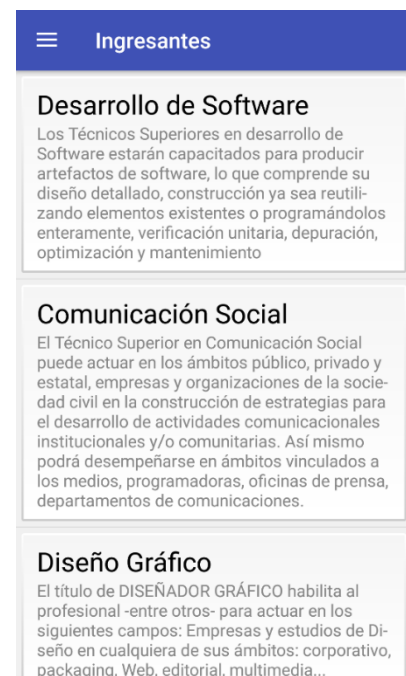 Ingresantes
Desarrollo de Software
Los Técnicos Superiores en desarrollo de
Software estarán capacitados para producir
artefactos de software, lo que comprende su
diseño detallado, construcción ya sea reutili-
zando elementos existentes o programándolos
enteramente, verificación unitaria, depuración,
optimización y mantenimiento
Comunicación Social
El Técnico Superior en Comunicación Social
puede actuar en los ámbitos público, privado y
estatal, empresas y organizaciones de la socie-
dad civil en la construcción de estrategias para
el desarrollo de actividades comunicacionales
institucionales y/o comunitarias. Así mismo
podrá desempeñarse en ámbitos vinculados a
los medios, programadoras, oficinas de prensa,
departamentos de comunicaciones.
Diseño Gráfico
El título de DISEÑADOR GRÁFICO habilita al
profesional -entre otros- para actuar en los
siguientes campos: Empresas y estudios de Di-
seño en cualquiera de sus ámbitos: corporativo,
packaging, Web, editorial, multimedia...